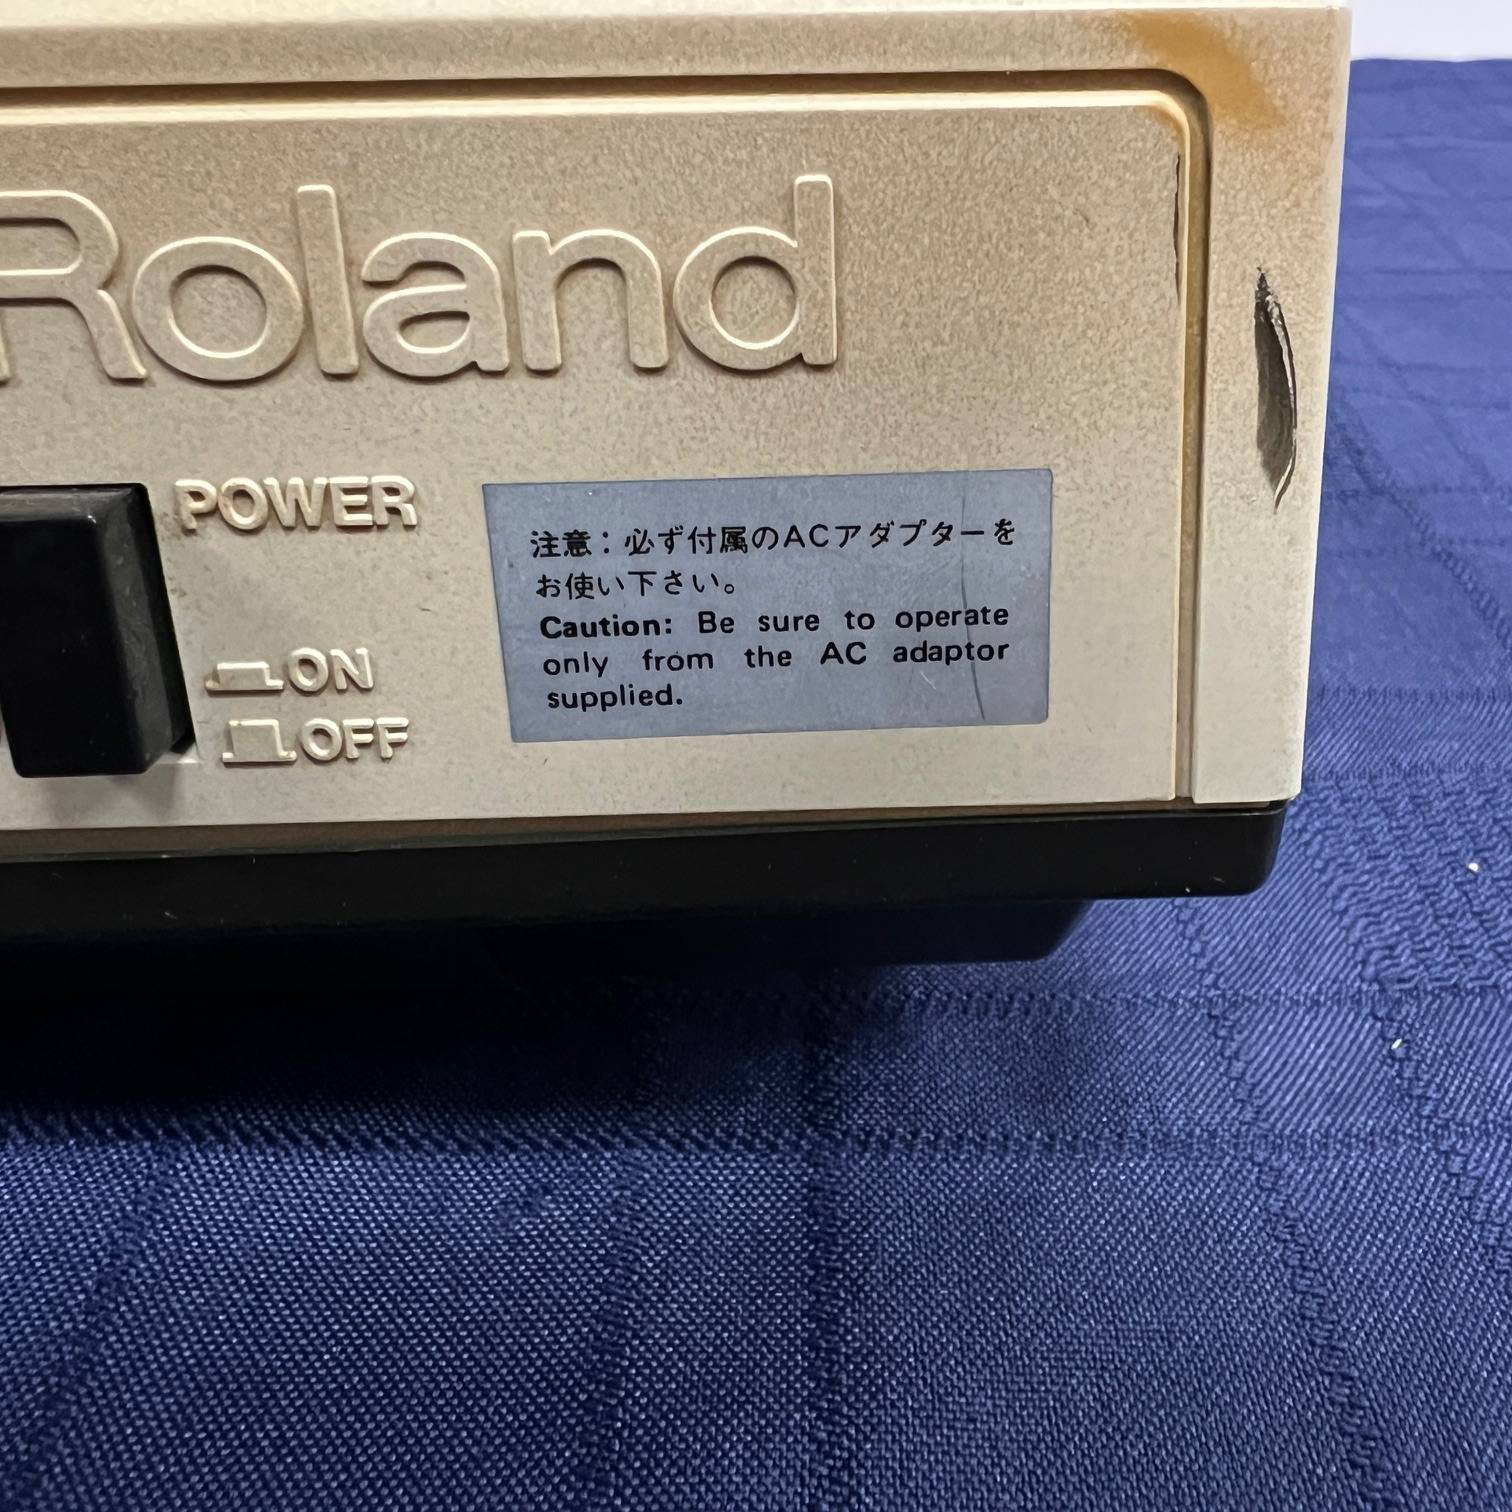 Roland
POWER
ON
OFF
注意：必ず付属のACアダプターを
お使い下さい。
Caution: Be sure to operate
only from the AC adaptor
supplied.